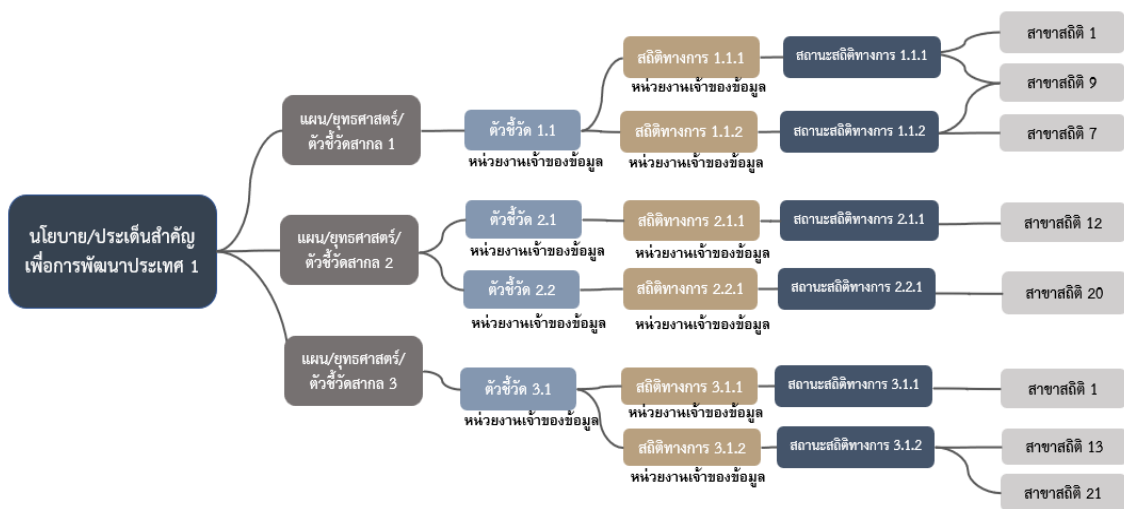 นโยบาย/ประเด็นสำคัญ
เพื่อการพัฒนาประเทศ 1
แผน/ยุทธศาสตร์/
ตัวชี้วัดสากล 1
ตัวชี้วัด 1.1
หน่วยงานเจ้าของข้อมูล
สถิติทางการ 1.1.1
หน่วยงานเจ้าของข้อมูล
สถานะสถิติทางการ 1.1.1
สาขาสถิติ 1
สาขาสถิติ 9
สถิติทางการ 1.1.2
หน่วยงานเจ้าของข้อมูล
สถานะสถิติทางการ 1.1.2
สาขาสถิติ 7
แผน/ยุทธศาสตร์/
ตัวชี้วัดสากล 2
ตัวชี้วัด 2.1
หน่วยงานเจ้าของข้อมูล
สถิติทางการ 2.1.1
หน่วยงานเจ้าของข้อมูล
สถานะสถิติทางการ 2.1.1
สาขาสถิติ 12
ตัวชี้วัด 2.2
หน่วยงานเจ้าของข้อมูล
สถิติทางการ 2.2.1
หน่วยงานเจ้าของข้อมูล
สถานะสถิติทางการ 2.2.1
สาขาสถิติ 20
แผน/ยุทธศาสตร์/
ตัวชี้วัดสากล 3
ตัวชี้วัด 3.1
หน่วยงานเจ้าของข้อมูล
สถิติทางการ 3.1.1
หน่วยงานเจ้าของข้อมูล
สถานะสถิติทางการ 3.1.1
สาขาสถิติ 1
สถิติทางการ 3.1.2
หน่วยงานเจ้าของข้อมูล
สถานะสถิติทางการ 3.1.2
สาขาสถิติ 13
สาขาสถิติ 21